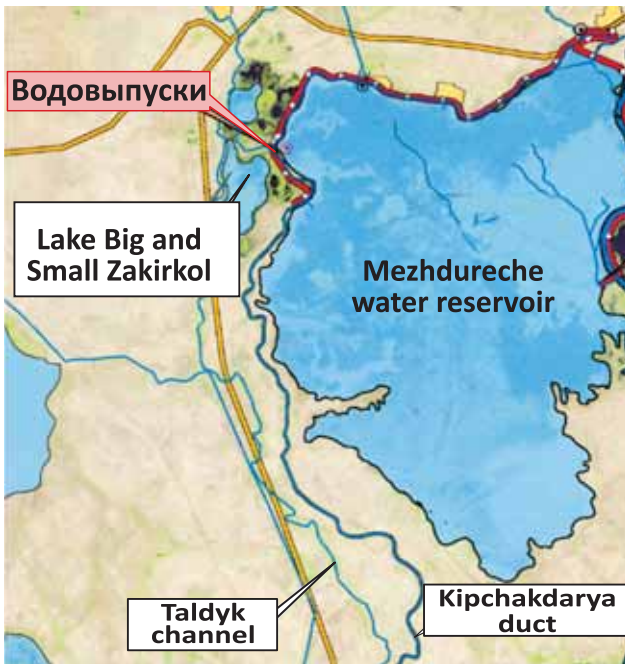 Водовыпуски
Lake Big and
Small Zakirkol
Mezhdureche
water reservoir
Taldyk
channel
Kipchakdarya
duct